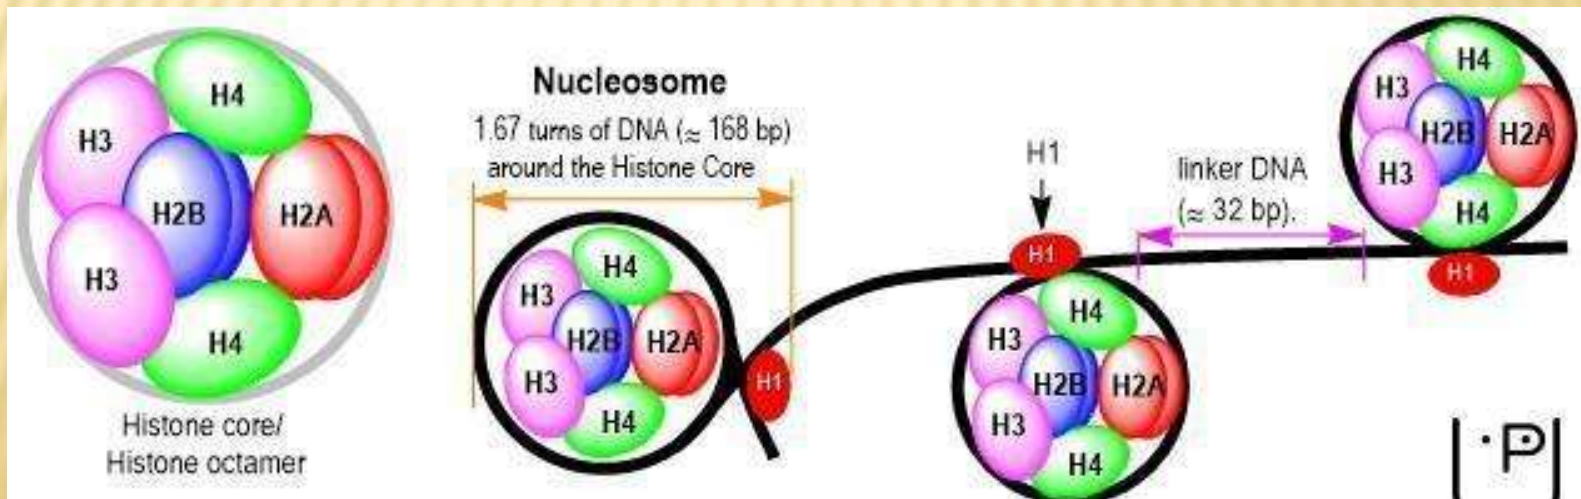 H4
H3
H2B
H2A
H3
H4
Histone core/
Histone octamer
Nucleosome
1.67 turns of DNA (≈ 168 bp)
around the Histone Core
H4
H3
H2B
H2A
H3
H4
H1
H1
H1
H4
H3
H2B
H2A
H3
H4
linker DNA
(≈ 32 bp).
H4
H3
H2B
H2A
H3
H4
H1
P